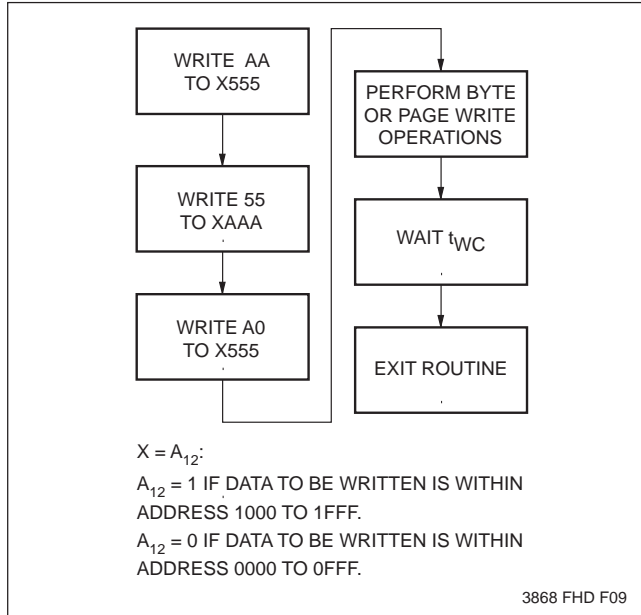 WRITE AA
TO X555
WRITE 55
TO XAAA
WRITE A0
TO X555
PERFORM BYTE
OR PAGE WRITE
OPERATIONS
WAIT tWC
EXIT ROUTINE
X = A12:
A12 = 1 IF DATA TO BE WRITTEN IS WITHIN
ADDRESS 1000 TO 1FFF.
A12 = 0 IF DATA TO BE WRITTEN IS WITHIN
ADDRESS 0000 TO 0FFF.
3868 FHD F09